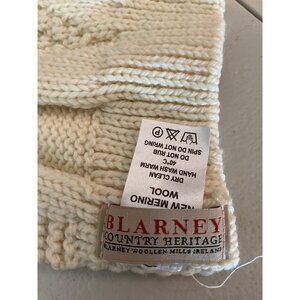 BLARNEY
COUNTRY HERITAGE
BLARNEY WOOLLEN MILLS IRELAND
NEW MERINO
WOOL
DRY CLEAN
HAND WASH WARM
40°C
DO NOT RUB
SPIN DO NOT WRING
P